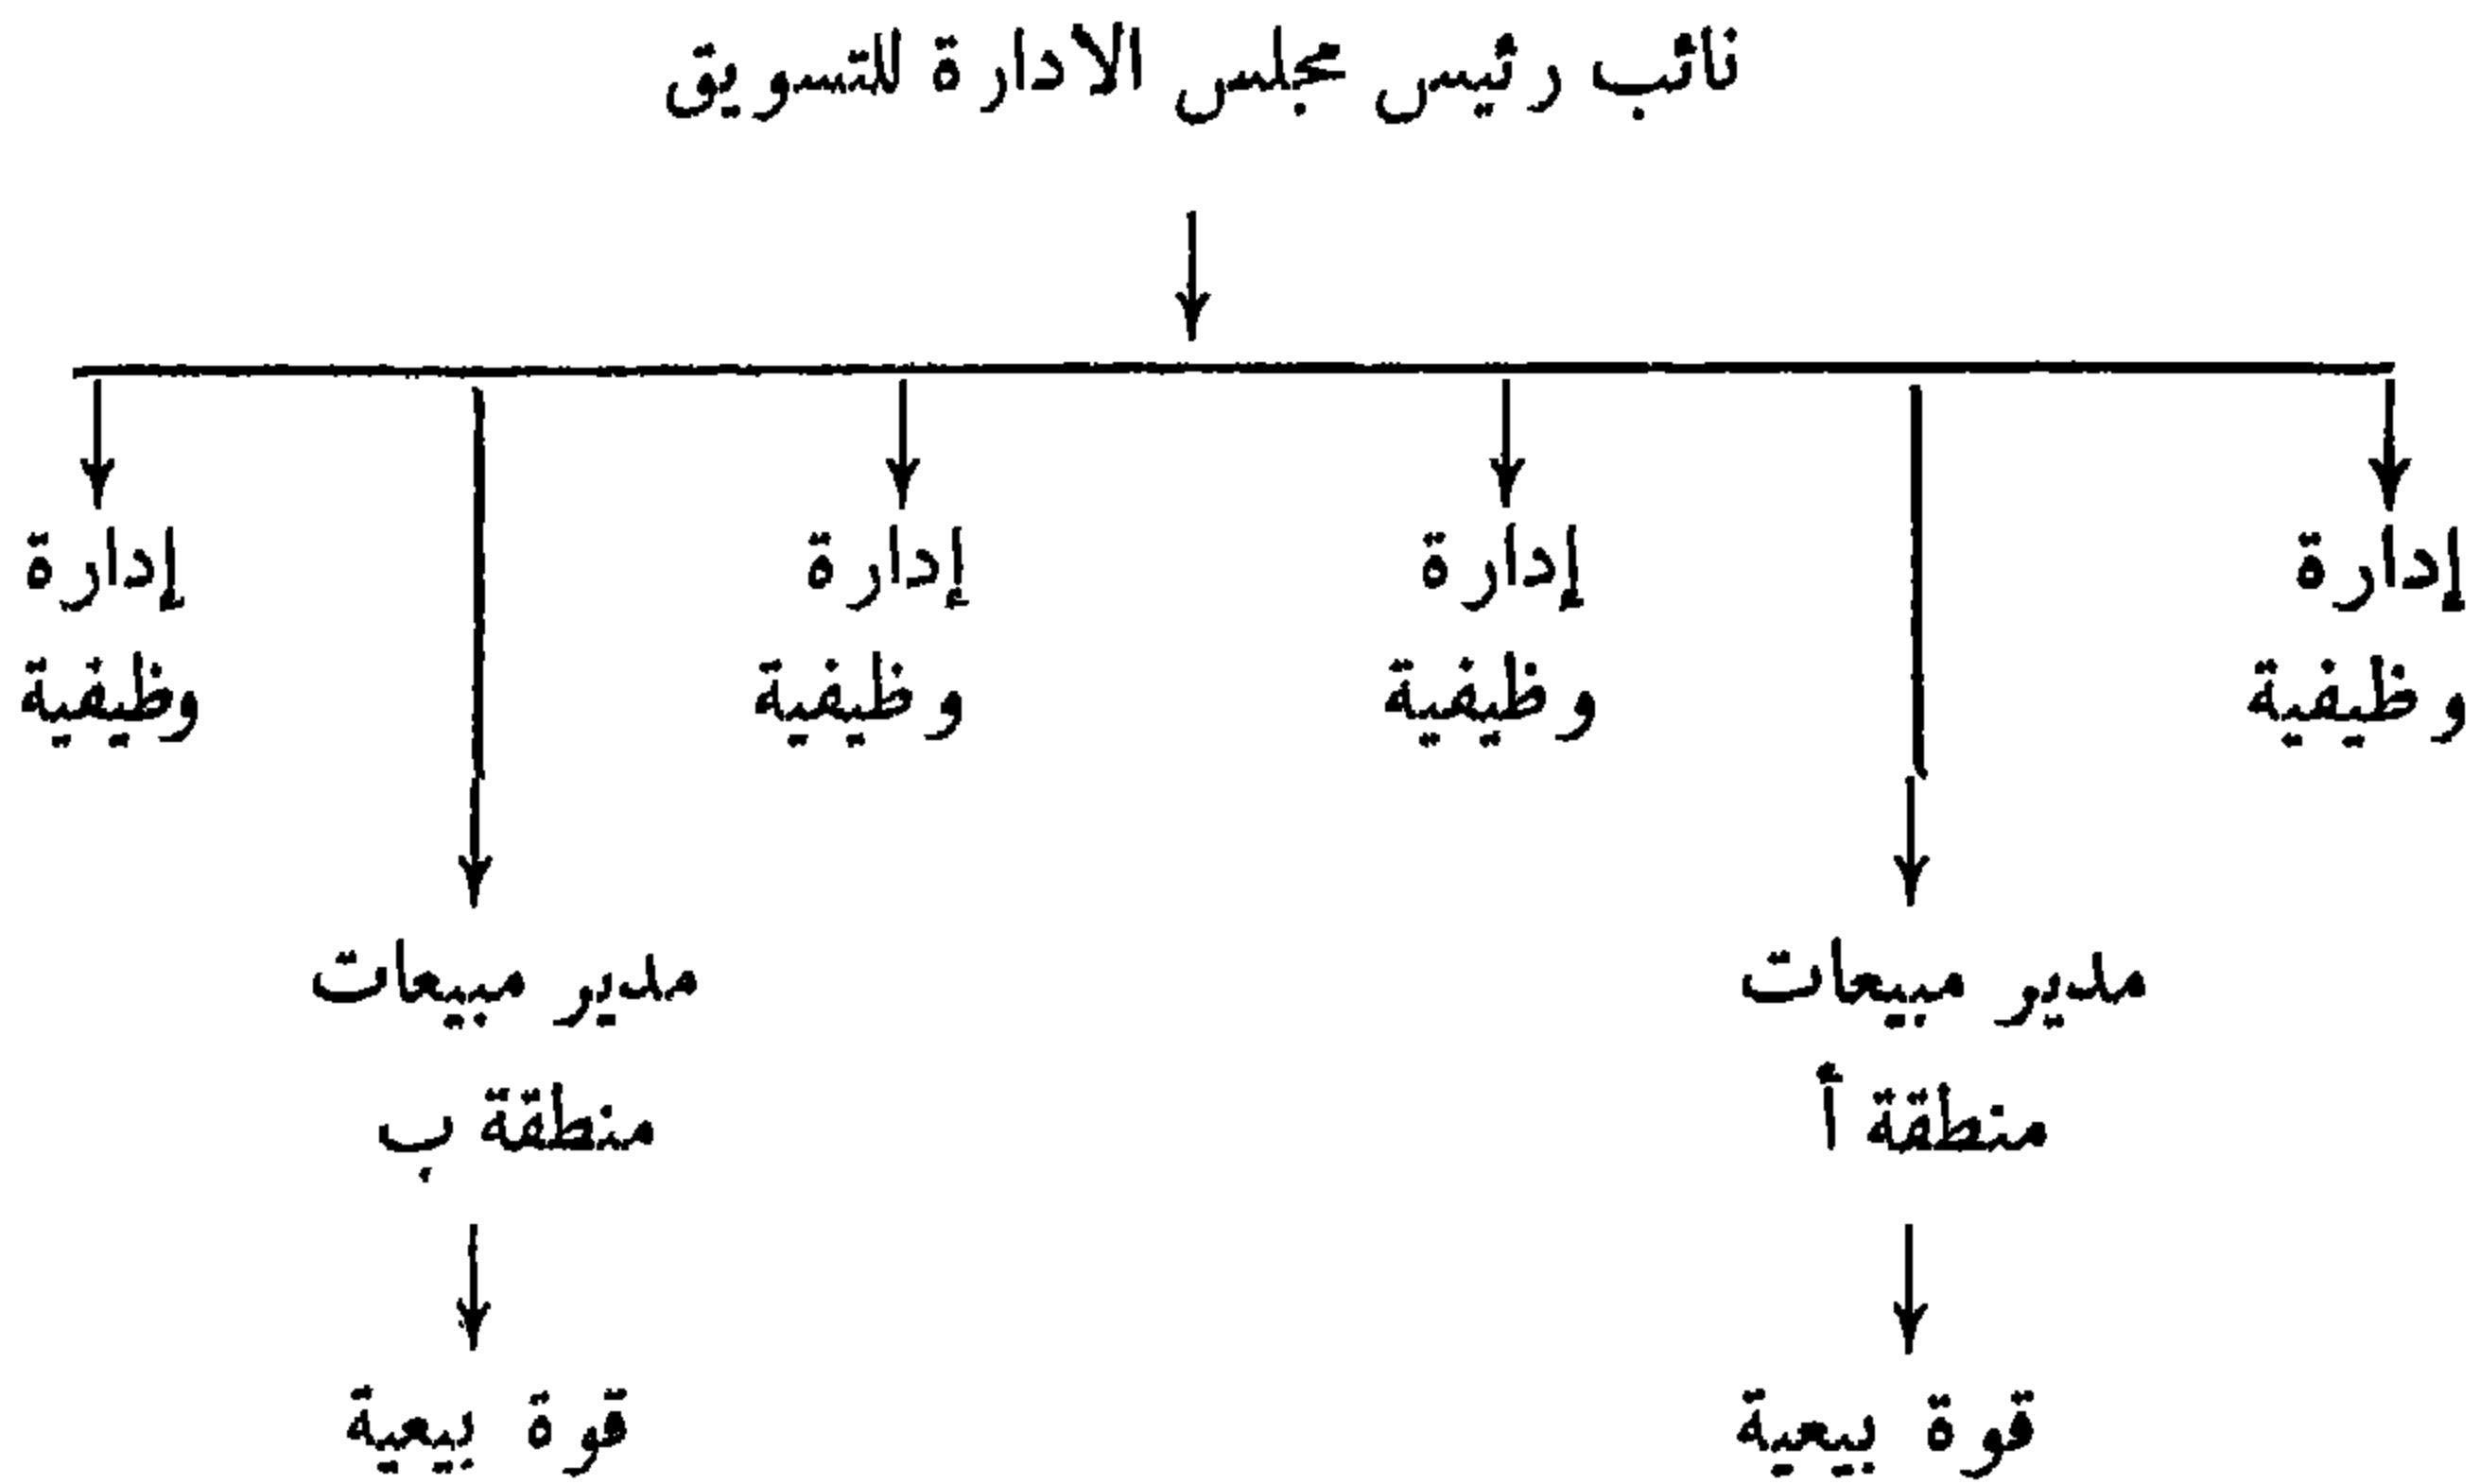 نائب رئيس مجلس الادارة للتسويق
إدارة
وظيفية
إدارة
وظيفية
إدارة
وظيفية
إدارة
وظيفية
مدير مبيعات
منطقة أ
مدير مبيعات
منطقة ب
قوة بيعية
قوة بيعية